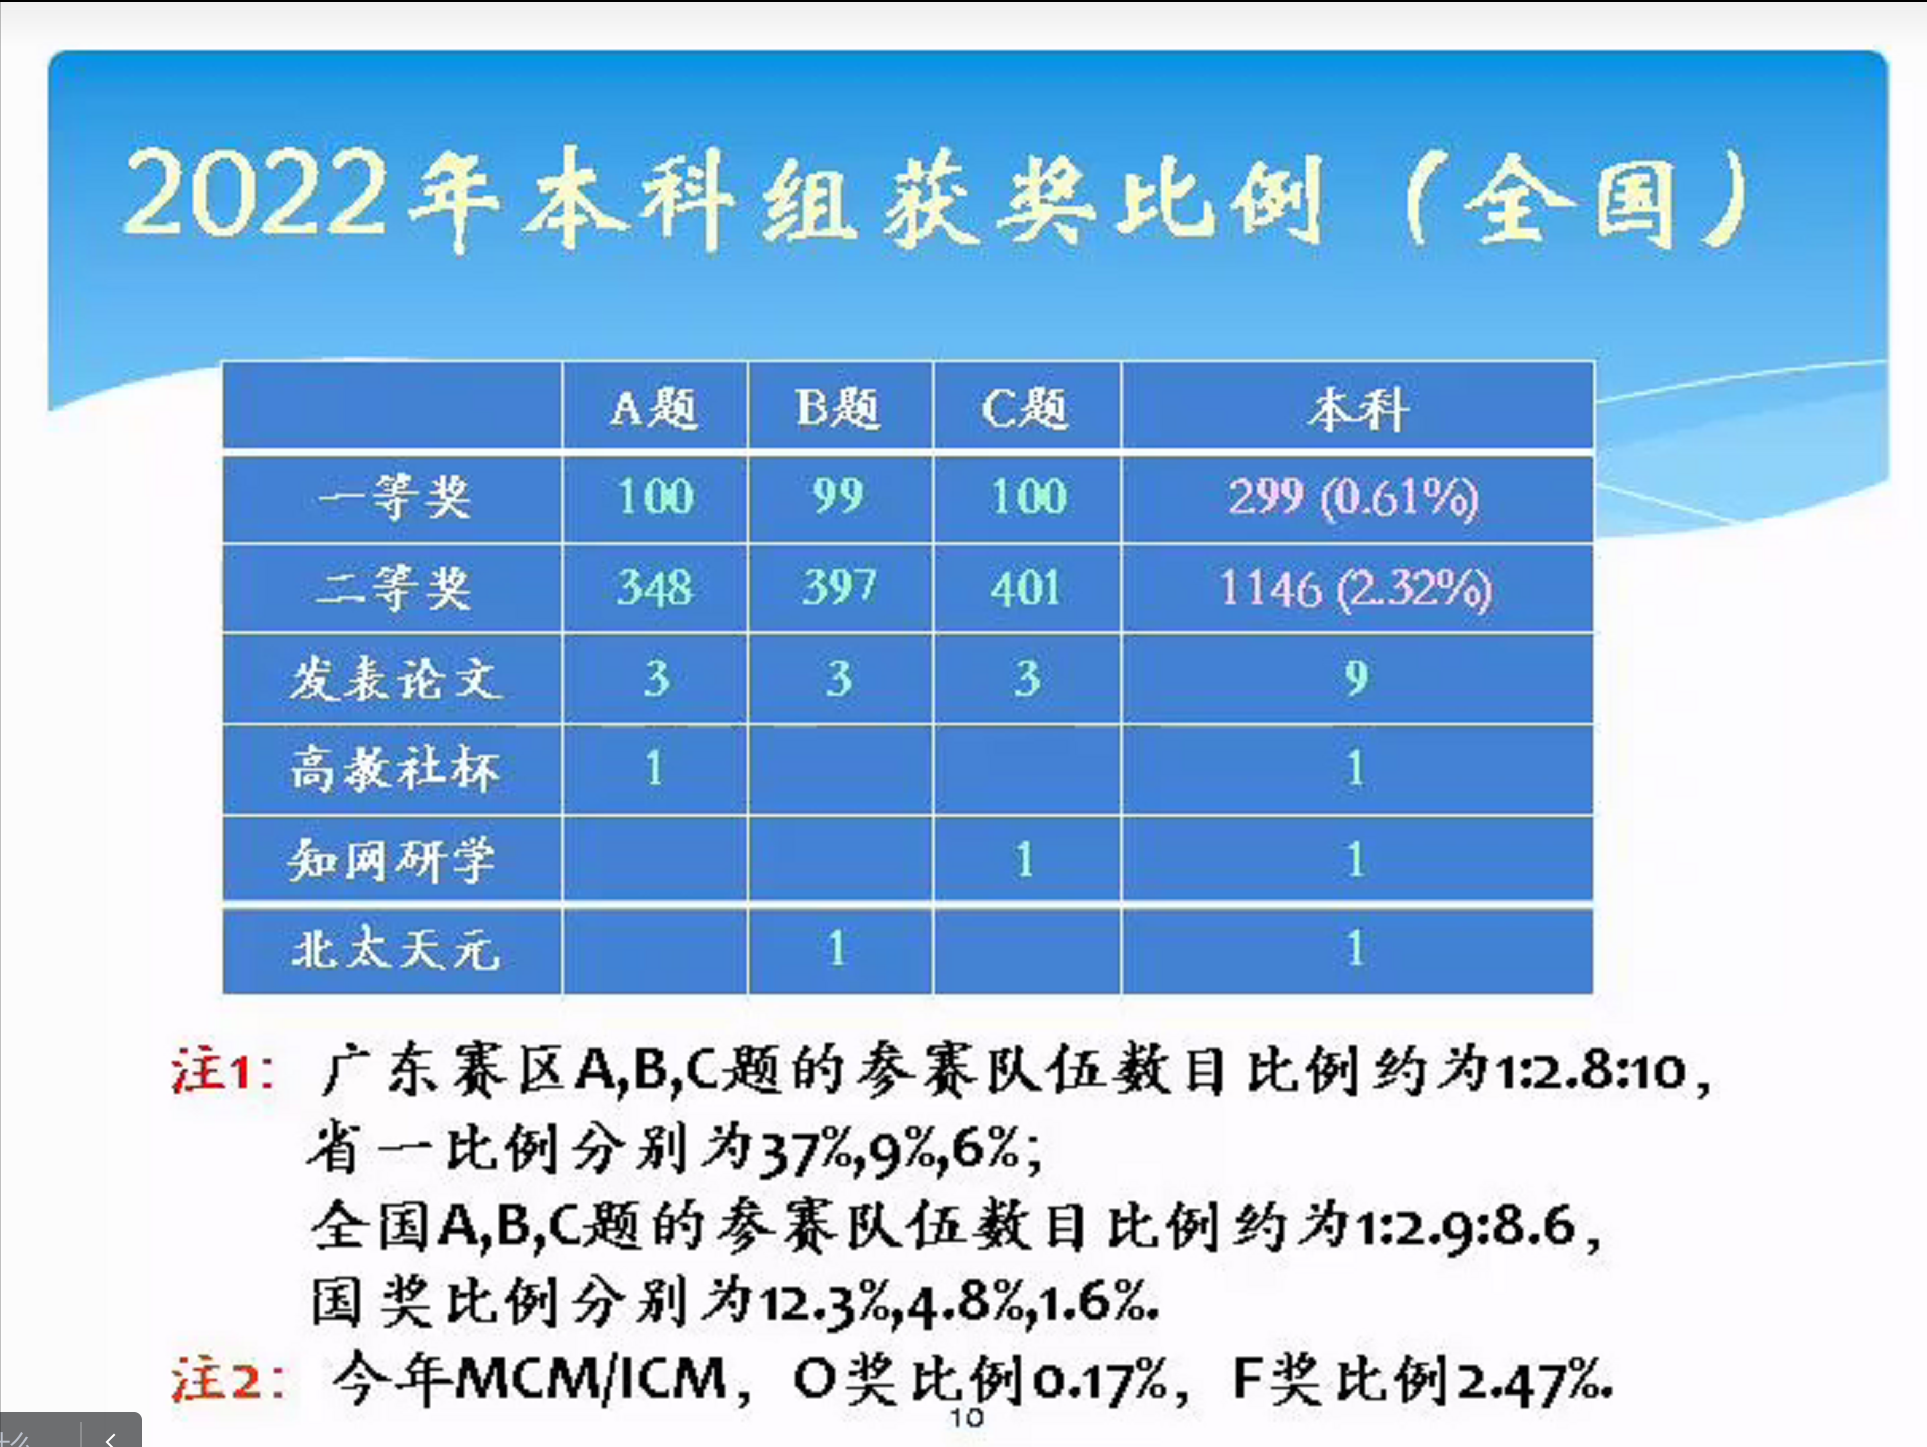 2022年本科组获奖比例（全国）
A题 B题 C题 本科
一等奖 100 99 100 299 (0.61%)
二等奖 348 397 401 1146 (2.32%)
发表论文 3 3 3 9
高教社杯 1 1
知网研学 1 1
北太天元 1 1
注1: 广东赛区A,B,C题的参赛队伍数目比例约为1:2.8:10,
省一比例分别为37%,9%,6%;
全国A,B,C题的参赛队伍数目比例约为1:2.9:8.6,
国奖比例分别为12.3%,4.8%,1.6%.
注2: 今年MCM/ICM, O奖比例0.17%, F奖比例2.47%.
10